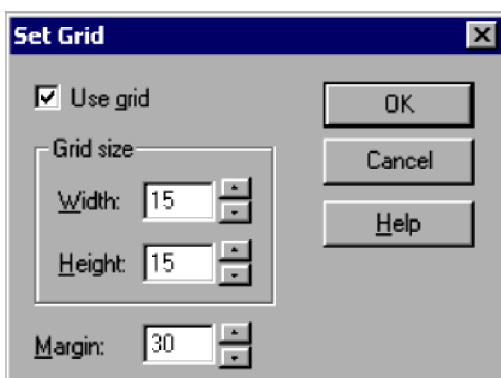 Set Grid
Use grid
OK
Grid size
Cancel
Width: 15
Help
Height: 15
Margin: 30